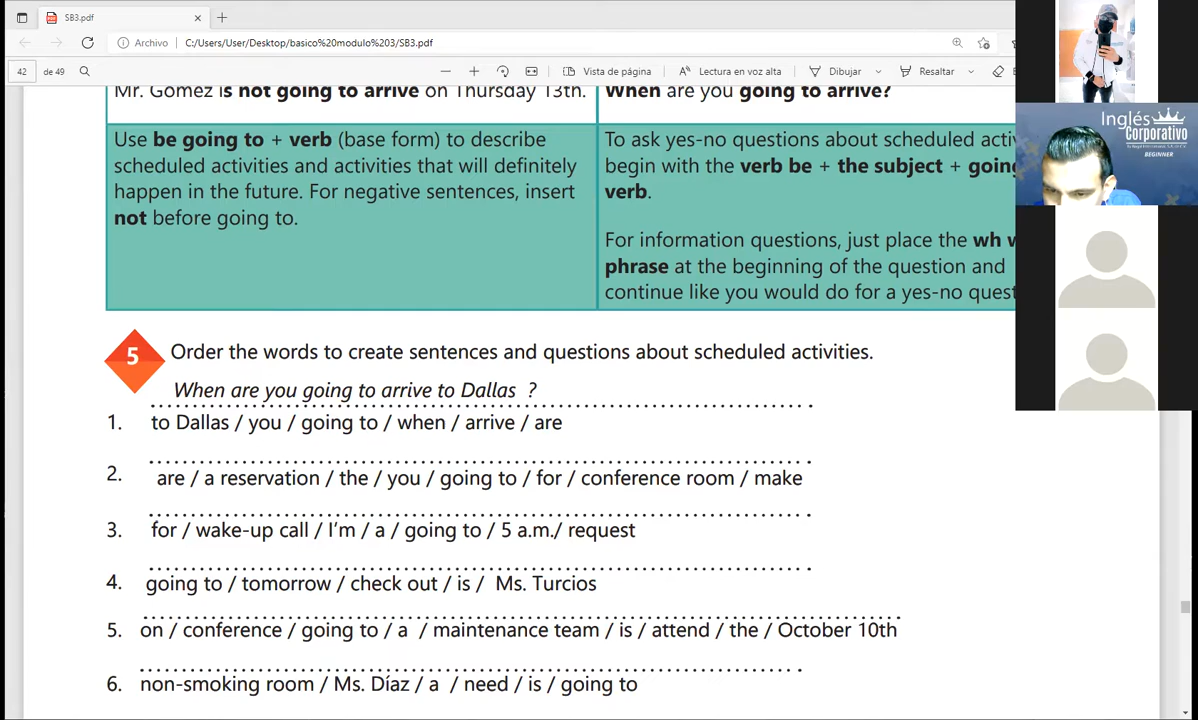 SB3.pdf
Archivo
C:/Users/User/Desktop/basico%20modulo%203/SB3.pdf
42
de 49
Vista de página
Lectura en voz alta
Dibujar
Resaltar
Mr. Gomez is not going to arrive on Thursday 13th.
When are you going to arrive?
Use be going to + verb (base form) to describe
scheduled activities and activities that will definitely
happen in the future. For negative sentences, insert
not before going to.
To ask yes-no questions about scheduled activ
begin with the verb be + the subject + going
verb.
For information questions, just place the wh w
phrase at the beginning of the question and
continue like you would do for a yes-no quest
5
Order the words to create sentences and questions about scheduled activities.
When are you going to arrive to Dallas ?
1. to Dallas / you / going to / when / arrive / are
2. are / a reservation / the / you / going to / for / conference room / make
3. for / wake-up call / I'm / a / going to / 5 a.m./ request
4. going to / tomorrow / check out / is / Ms. Turcios
5. on / conference / going to / a / maintenance team / is / attend / the / October 10th
6. non-smoking room / Ms. Díaz / a / need / is / going to
Inglés
Corporativo
BEGINNER